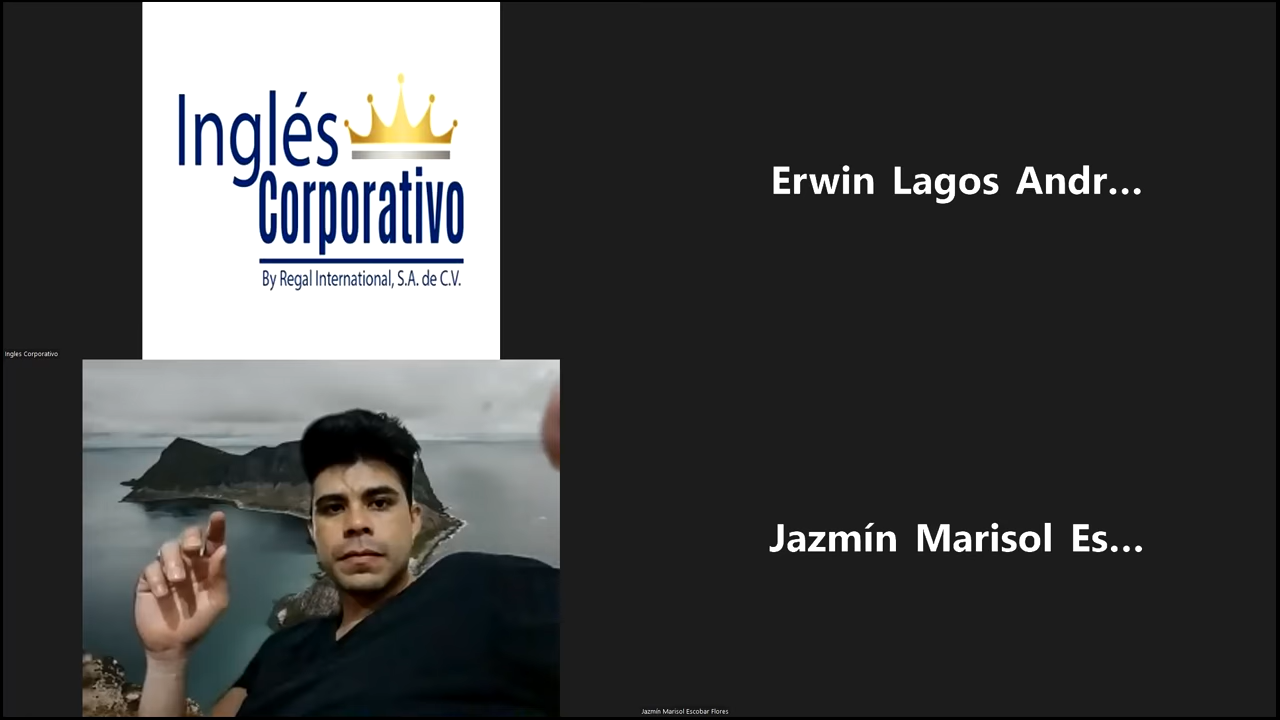 Inglés
Corporativo
By Regal International, S.A. de C.V.
Erwin Lagos Andr...
Ingles Corporativo
Jazmín Marisol Es...
Jazmín Marisol Escobar Flores